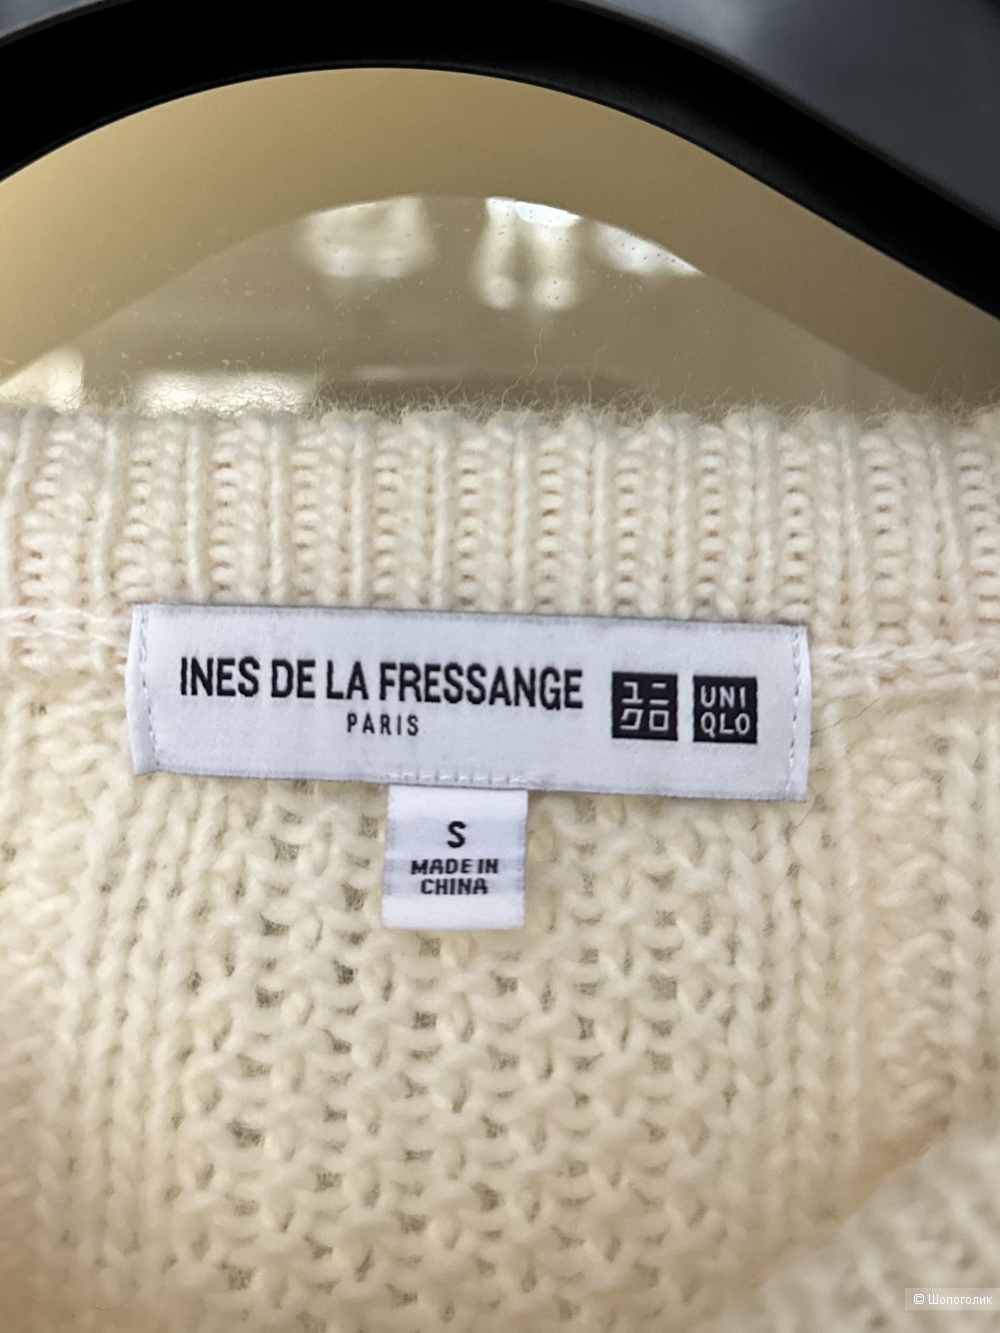 INES DE LA FRESSANGE
PARIS
ユニ
クロ
UNI
QLO
S
MADE IN
CHINA
© Шопоголик